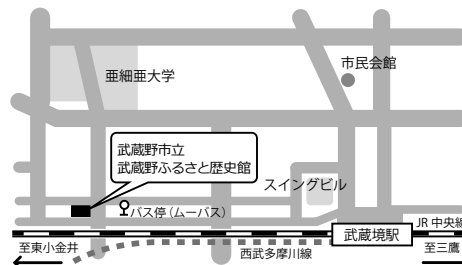 亜細亜大学
市民会館
武蔵野市立
武蔵野ふるさと歴史館
スイングビル
バス停（ムーバス）
JR 中央線
武蔵境駅
至東小金井
西武多摩川線
至三鷹